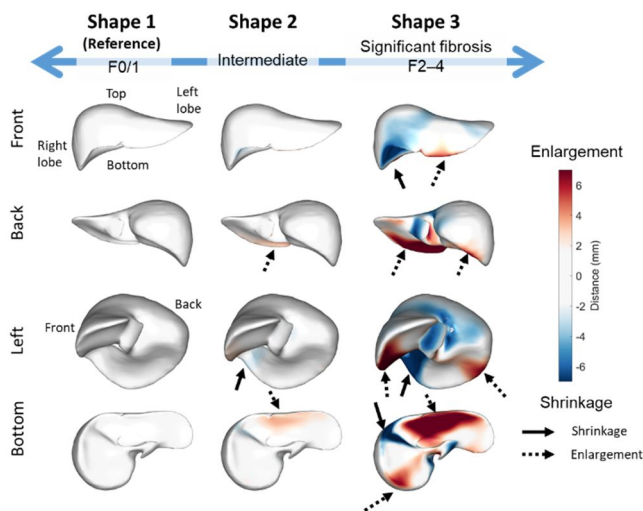 Shape 1
(Reference)
F0/1
Shape 2
Intermediate
Shape 3
Significant fibrosis
F2–4
Front
Top
Left
lobe
Right
lobe
Bottom
Back
Left
Front
Back
Bottom
Enlargement
6
4
2
0
-2
-4
-6
Distance (mm)
Shrinkage
Shrinkage
Enlargement